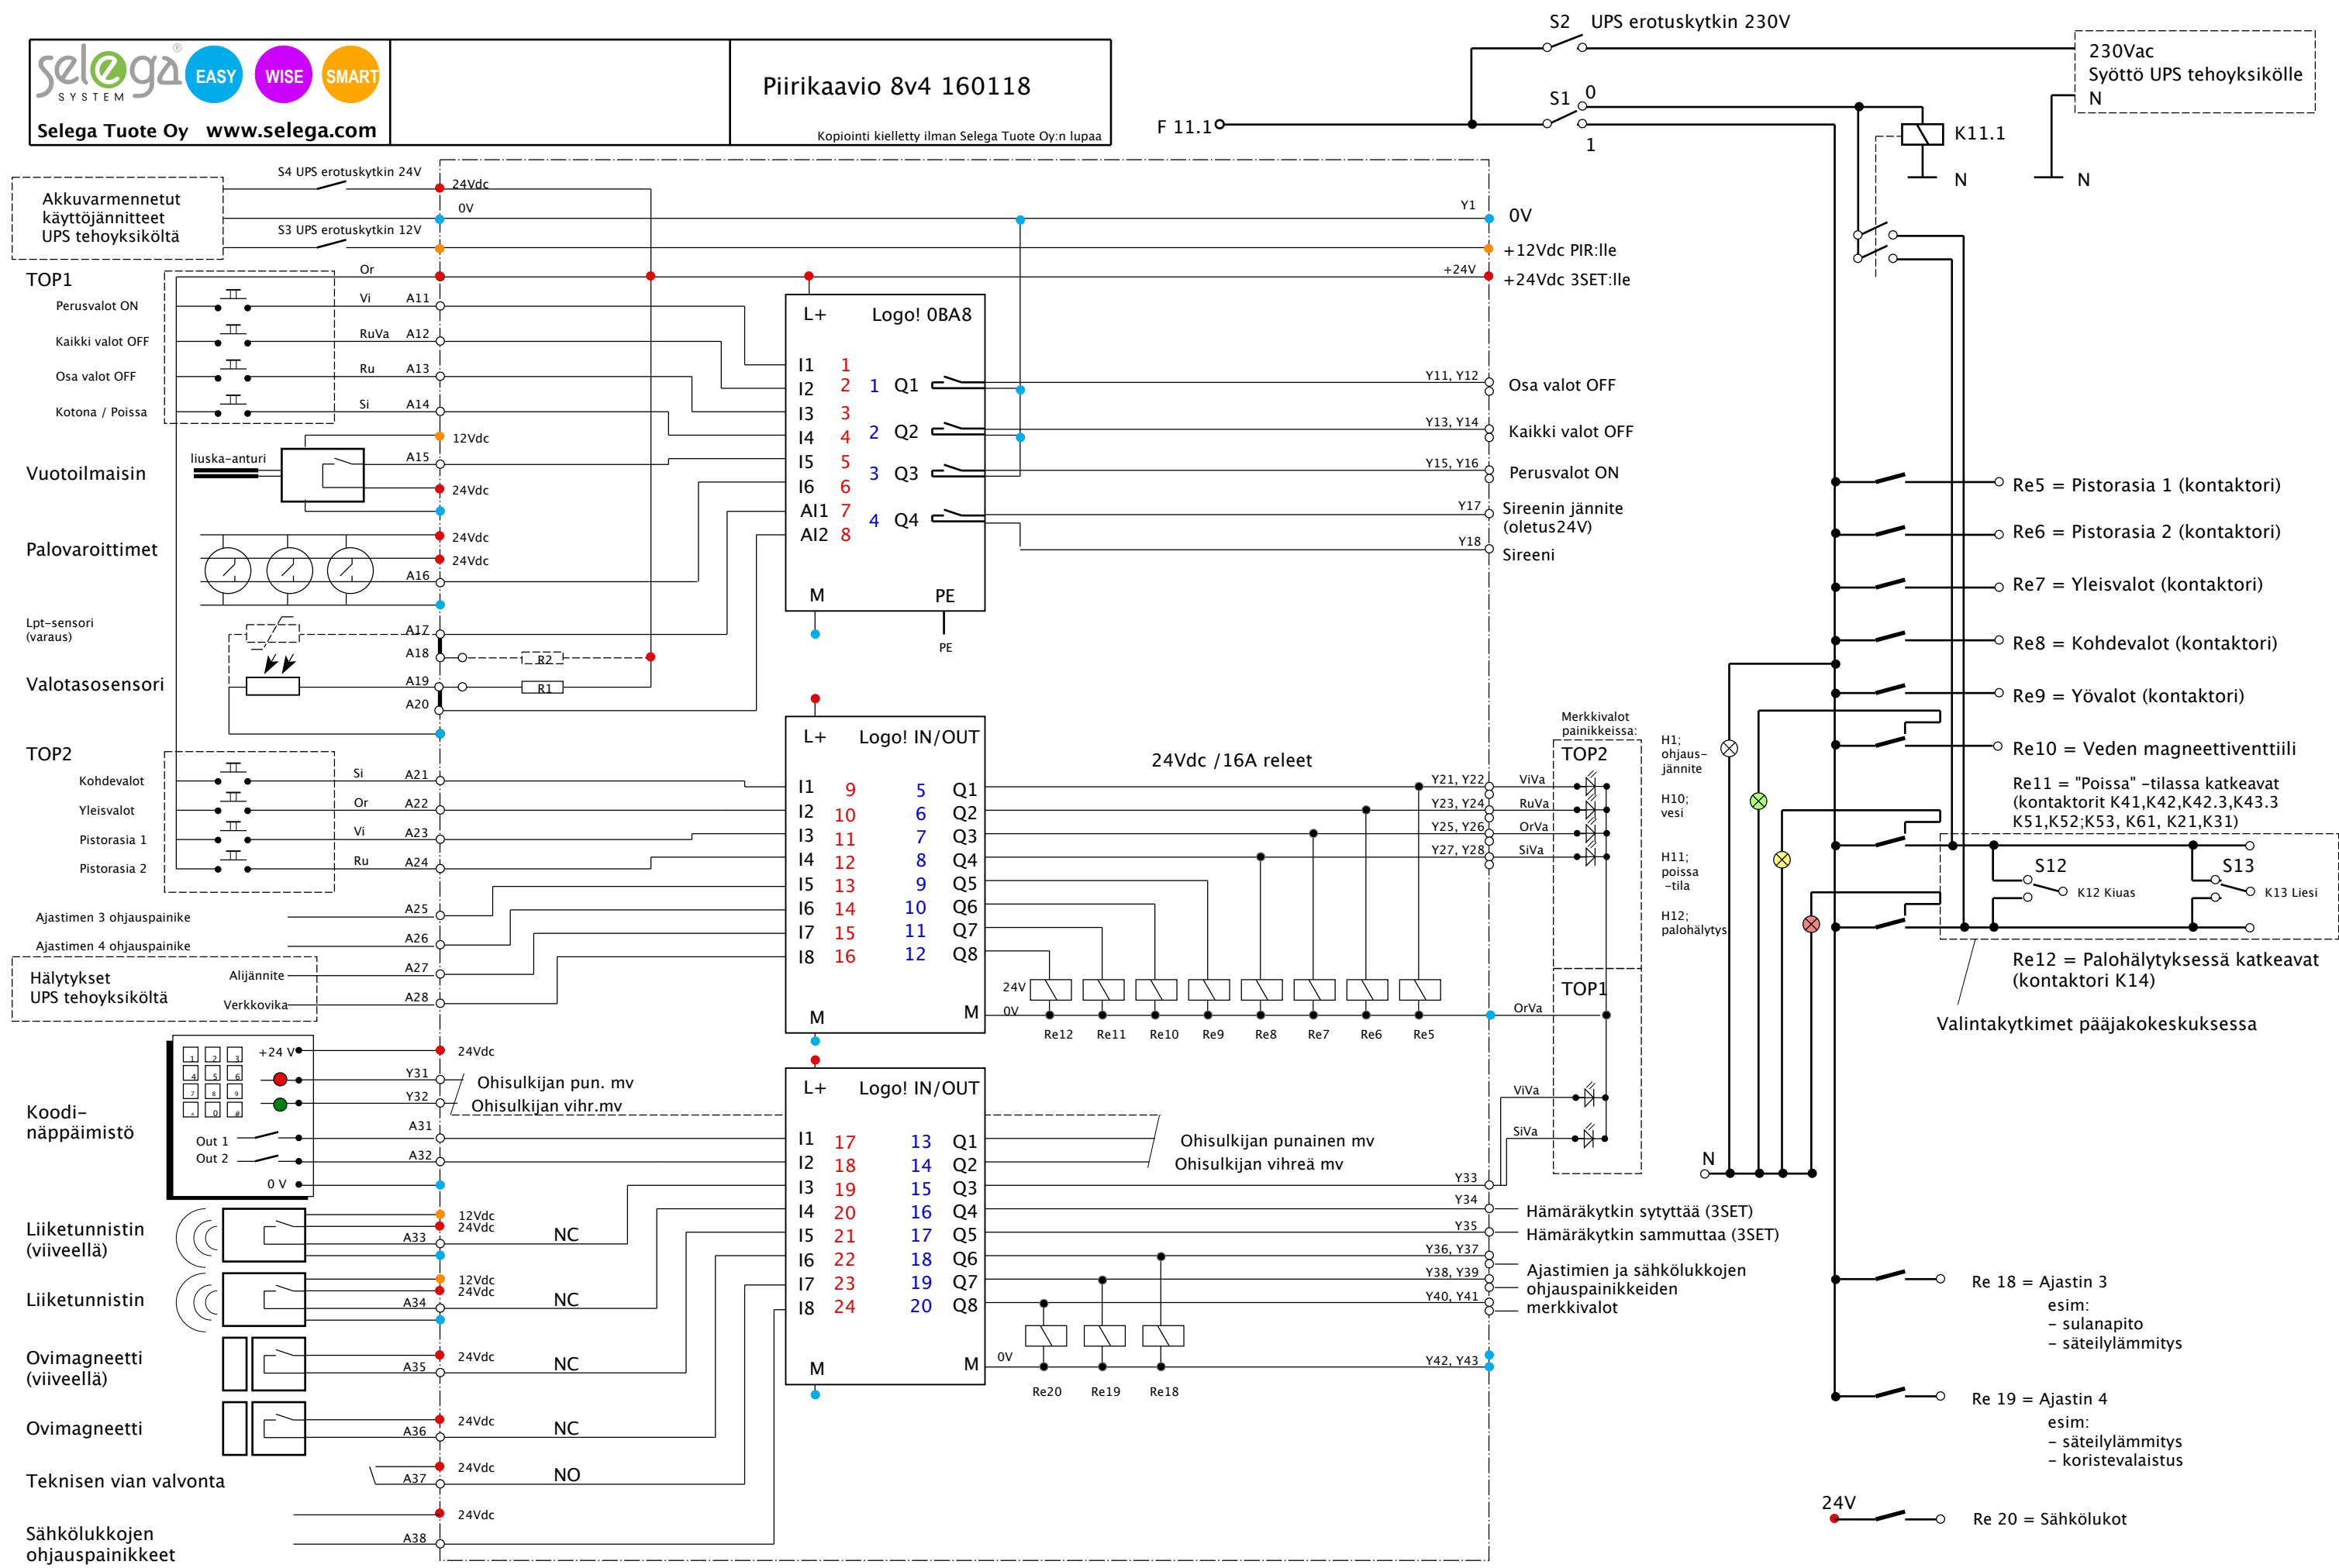 selega®
SYSTEM
EASY
WISE
SMART
Selega Tuote Oy www.selega.com
Piirikaavio 8v4 160118
Kopiointi kielletty ilman Selega Tuote Oy:n lupaa
S2 UPS erotuskytkin 230V
230Vac
Syöttö UPS tehoyksikölle
N
F 11.1
S1
0
1
K11.1
N
N
Akkuvarmennetut
käyttöjännitteet
UPS tehoyksiköltä
S4 UPS erotuskytkin 24V
24Vdc
0V
S3 UPS erotuskytkin 12V
Y1
0V
+12Vdc PIR:lle
+24V
+24Vdc 3SET:lle
TOP1
Or
Perusvalot ON
Vi
A11
Kaikki valot OFF
RuVa
A12
Osa valot OFF
Ru
A13
Kotona / Poissa
Si
A14
12Vdc
Vuotoilmaisin
liuska-anturi
A15
24Vdc
Palovaroittimet
24Vdc
24Vdc
A16
Lpt-sensori
(varaus)
A17
A18
R2
Valotasosensori
A19
R1
A20
L+ Logo! 0BA8
I1 1
I2 2
I3 3
I4 4
I5 5
I6 6
AI1 7
AI2 8
1 Q1
2 Q2
3 Q3
4 Q4
M
PE
PE
Y11, Y12
Osa valot OFF
Y13, Y14
Kaikki valot OFF
Y15, Y16
Perusvalot ON
Y17
Sireenin jännite
(oletus24V)
Y18
Sireeni
Re5 = Pistorasia 1 (kontaktori)
Re6 = Pistorasia 2 (kontaktori)
Re7 = Yleisvalot (kontaktori)
Re8 = Kohdevalot (kontaktori)
Re9 = Yövalot (kontaktori)
Re10 = Veden magneettiventtiili
Re11 = "Poissa" -tilassa katkeavat
(kontaktorit K41,K42,K42.3,K43.3
K51,K52;K53, K61, K21,K31)
S12
K12 Kiuas
S13
K13 Liesi
Re12 = Palohälytyksessä katkeavat
(kontaktori K14)
Valintakytkimet pääjakokeskuksessa
TOP2
Kohdevalot
Si
A21
Yleisvalot
Or
A22
Pistorasia 1
Vi
A23
Pistorasia 2
Ru
A24
Ajastimen 3 ohjauspainike
A25
Ajastimen 4 ohjauspainike
A26
Hälytykset
UPS tehoyksiköltä
Alijännite
A27
Verkkovika
A28
L+ Logo! IN/OUT
I1 9 5 Q1
I2 10 6 Q2
I3 11 7 Q3
I4 12 8 Q4
I5 13 9 Q5
I6 14 10 Q6
I7 15 11 Q7
I8 16 12 Q8
M
M
24Vdc /16A releet
24V
0V
Re12
Re11
Re10
Re9
Re8
Re7
Re6
Re5
Y21, Y22
Y23, Y24
Y25, Y26
Y27, Y28
ViVa
RuVa
OrVa
SiVa
OrVa
Merkkivalot
painikkeissa:
TOP2
TOP1
ViVa
SiVa
H1;
ohjaus-
jännite
H10;
vesi
H11;
poissa
-tila
H12;
palohälytys
N
Koodi-
näppäimistö
1 2 3
4 5 6
7 8 9
* 0 #
+24 V
24Vdc
Y31
Ohisulkijan pun. mv
Y32
Ohisulkijan vihr.mv
Out 1
A31
Out 2
A32
0 V
L+ Logo! IN/OUT
I1 17 13 Q1
I2 18 14 Q2
I3 19 15 Q3
I4 20 16 Q4
I5 21 17 Q5
I6 22 18 Q6
I7 23 19 Q7
I8 24 20 Q8
M
M
Ohisulkijan punainen mv
Ohisulkijan vihreä mv
Y33
Y34
Hämäräkytkin sytyttää (3SET)
Y35
Hämäräkytkin sammuttaa (3SET)
Y36, Y37
Y38, Y39
Y40, Y41
Ajastimien ja sähkölukkojen
ohjauspainikkeiden
merkkivalot
0V
Y42, Y43
Re20
Re19
Re18
Liiketunnistin
(viiveellä)
12Vdc
24Vdc
A33
NC
Liiketunnistin
12Vdc
24Vdc
A34
NC
Ovimagneetti
(viiveellä)
24Vdc
A35
NC
Ovimagneetti
24Vdc
A36
NC
Teknisen vian valvonta
24Vdc
A37
NO
Sähkölukkojen
ohjauspainikkeet
24Vdc
A38
Re 18 = Ajastin 3
esim:
- sulanapito
- säteilylämmitys
Re 19 = Ajastin 4
esim:
- säteilylämmitys
- koristevalaistus
24V
Re 20 = Sähkölukot